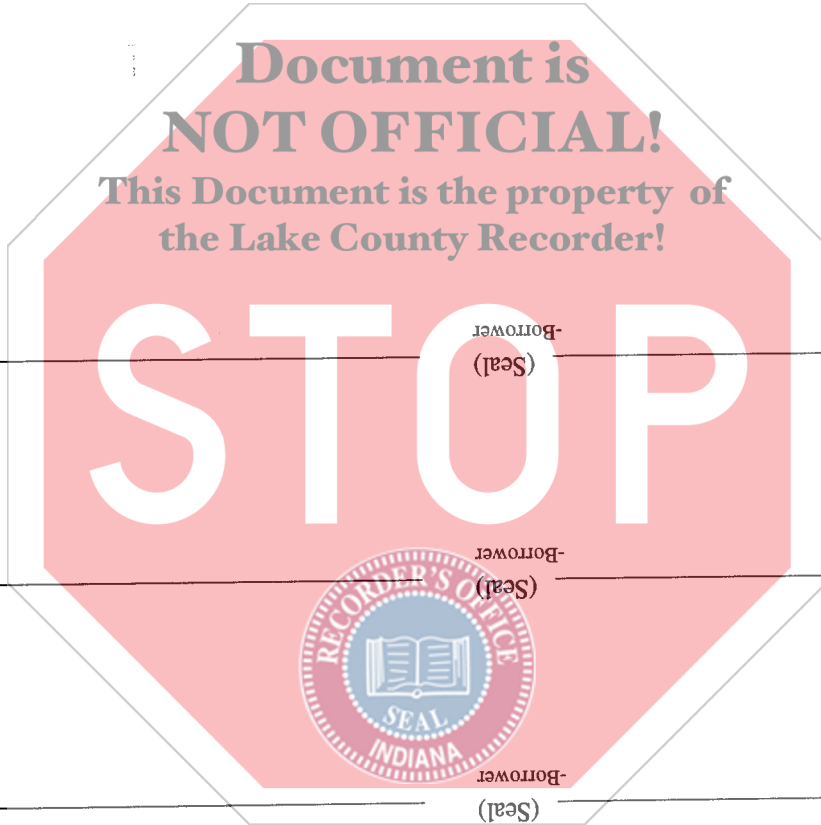 Document is
NOT OFFICIAL!
This Document is the property of
the Lake County Recorder!
STOP
-Borrower
(Seal)
-Borrower
(Seal)
RECORDER'S OFFICE
SEAL
INDIANA
-Borrower
(Seal)